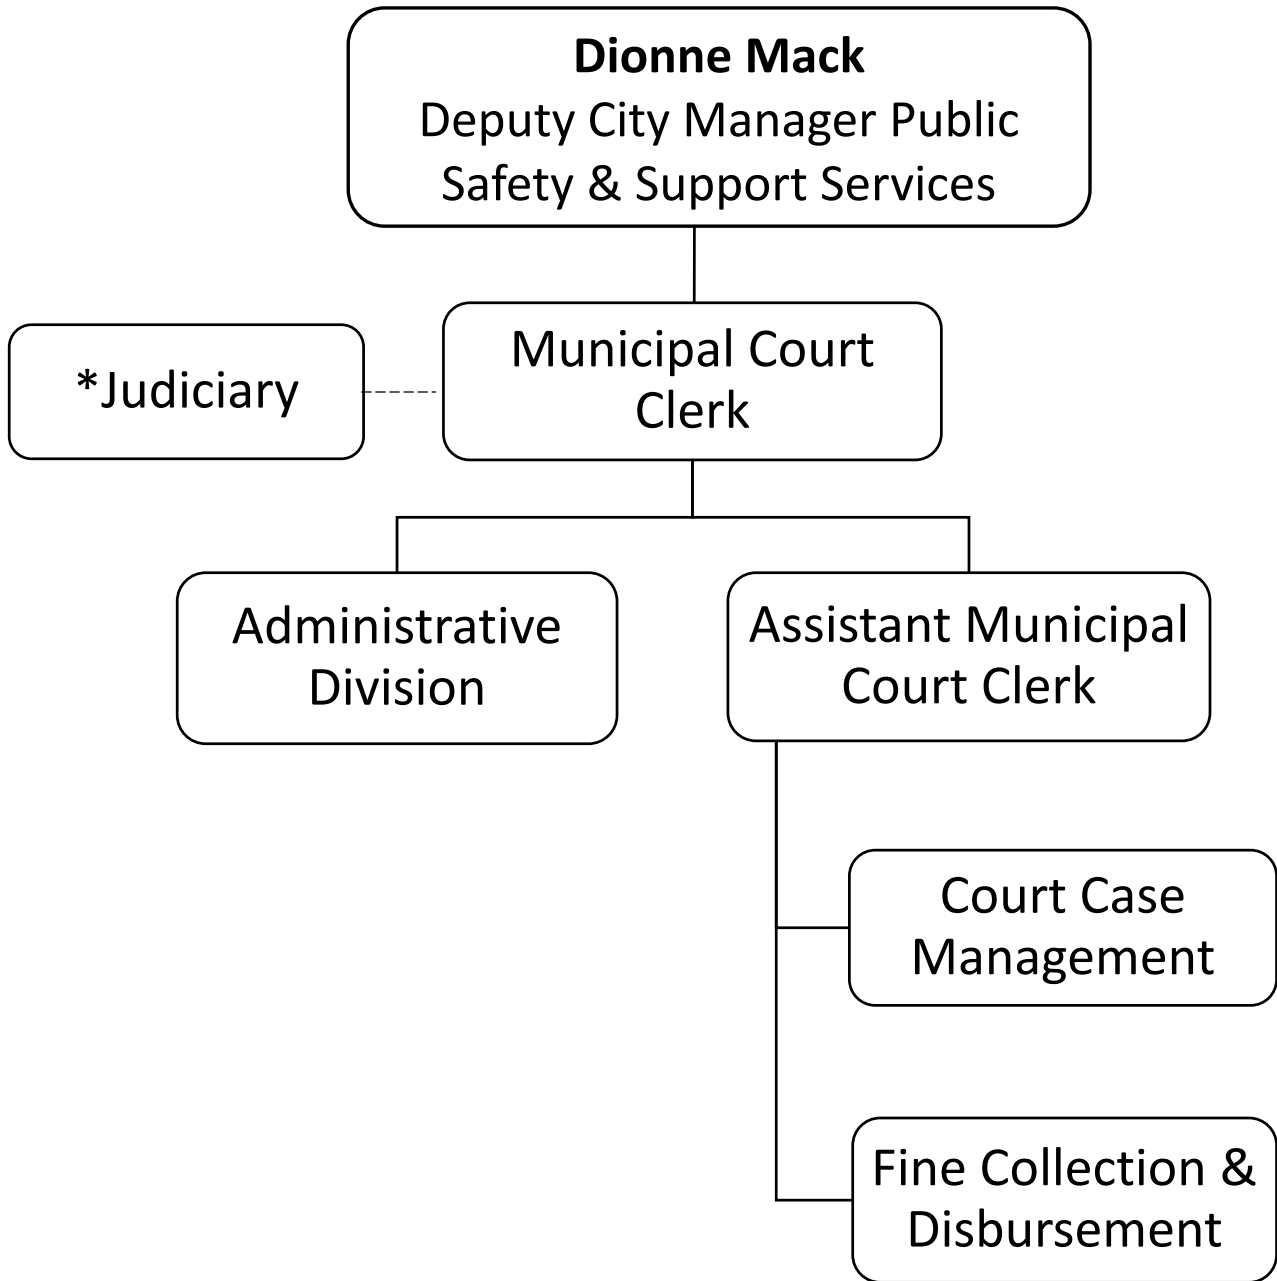 Dionne Mack
Deputy City Manager Public
Safety & Support Services
*Judiciary
Municipal Court
Clerk
Administrative
Division
Assistant Municipal
Court Clerk
Court Case
Management
Fine Collection &
Disbursement